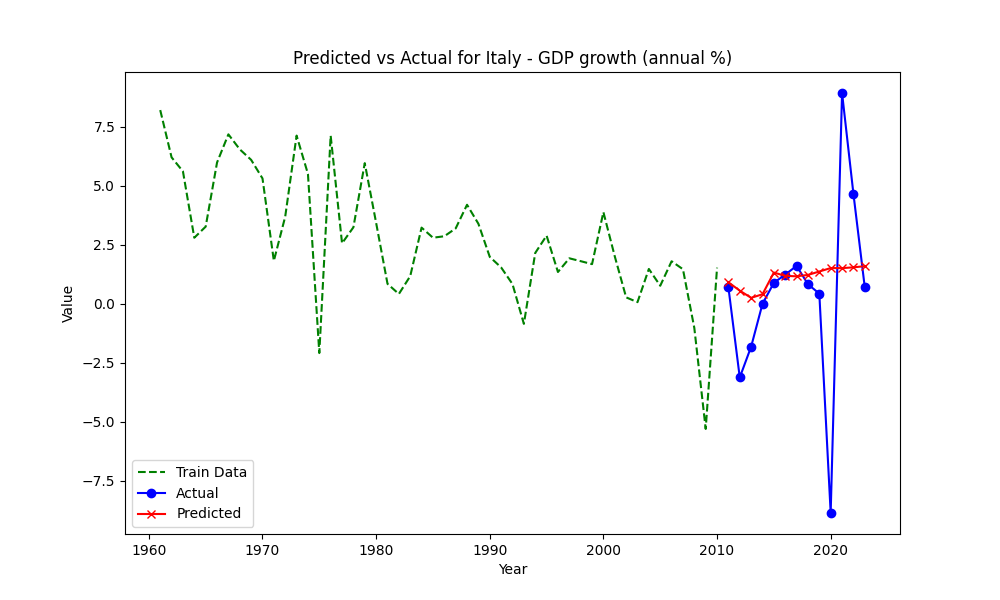 Predicted vs Actual for Italy - GDP growth (annual %)
Value
7.5
5.0
2.5
0.0
−2.5
−5.0
−7.5
Train Data
Actual
Predicted
1960 1970 1980 1990 2000 2010 2020
Year